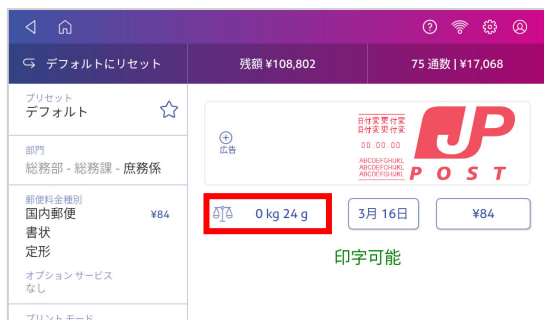 デフォルトにリセット
残額 ¥108,802
75 通数 | ¥17,068
プリセット
デフォルト
部門
総務部 - 総務課 - 庶務係
郵便料金種別
国内郵便 ¥84
書状
定形
オプション サービス
なし
プリント モード
広告
日付変更付変
日付変更付変
00.00.00
ABCDEFGHIJKL
ABCDEFGHIJKL
ABCDEFGHIJKL
JP
POST
0 kg 24 g
3月 16日
¥84
印字可能